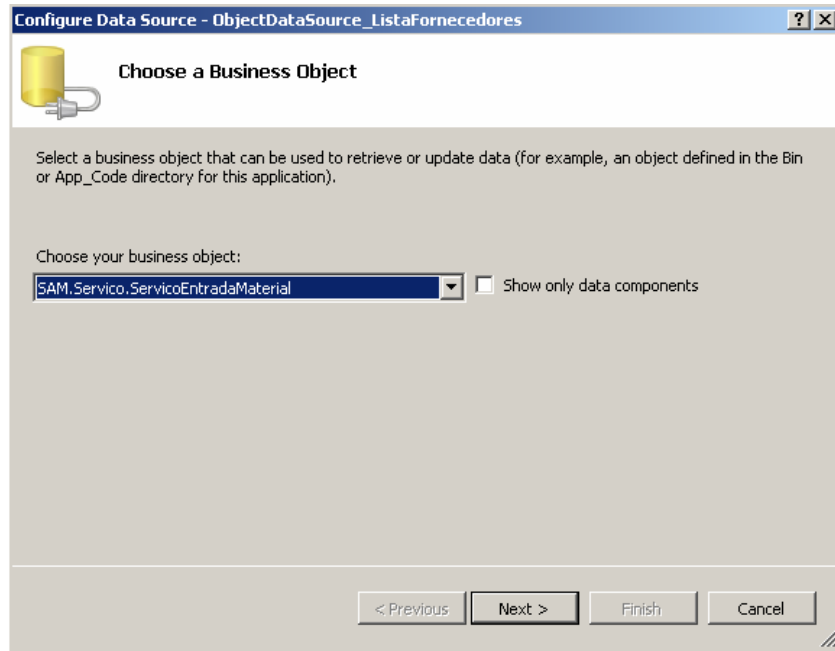 Configure Data Source - ObjectDataSource_ListaFornecedores
Choose a Business Object
Select a business object that can be used to retrieve or update data (for example, an object defined in the Bin
or App_Code directory for this application).
Choose your business object:
SAM.Servico.ServicoEntradaMaterial
Show only data components
< Previous
Next >
Finish
Cancel